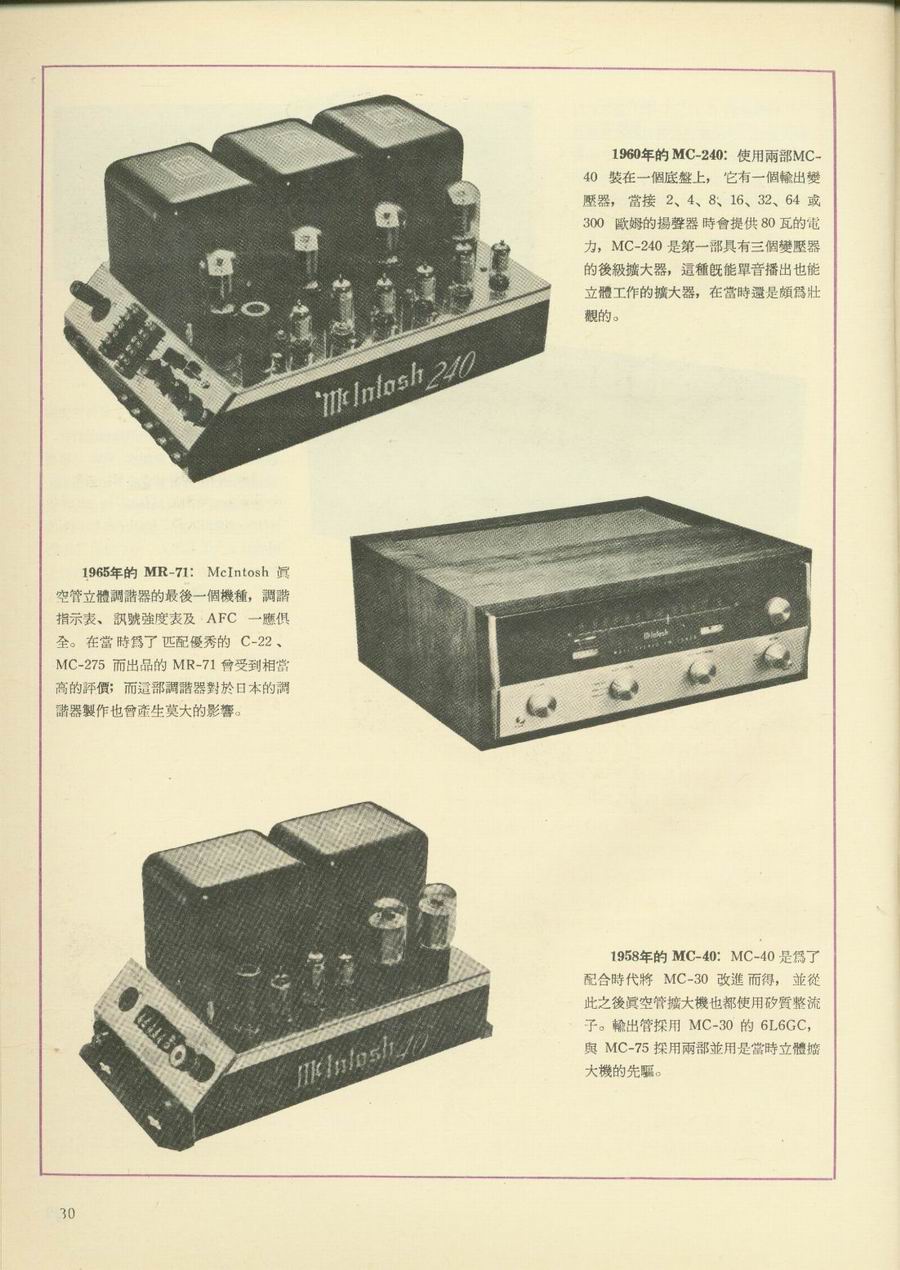 1960年的 MC-240：使用兩部MC-
40 裝在一個底盤上，它有一個輸出變
壓器，當接 2、4、8、16、32、64 或
300 歐姆的揚聲器時會提供 80 瓦的電
力，MC-240 是第一部具有三個變壓器
的後級擴大器，這種旣能單音播出也能
立體工作的擴大器，在當時還是頗爲壯
觀的。
McIntosh 240
1965年的 MR-71：McIntosh 眞
空管立體調諧器的最後一個機種，調諧
指示表、訊號強度表及 AFC 一應俱
全。在當時爲了匹配優秀的 C-22、
MC-275 而出品的 MR-71 曾受到相當
高的評價；而這部調諧器對於日本的調
諧器製作也曾產生莫大的影響。
McIntosh
1958年的 MC-40：MC-40 是爲了
配合時代將 MC-30 改進而得，並從
此之後眞空管擴大機也都使用矽質整流
子。輸出管採用 MC-30 的 6L6GC，
與 MC-75 採用兩部並用是當時立體擴
大機的先驅。
McIntosh 40
30